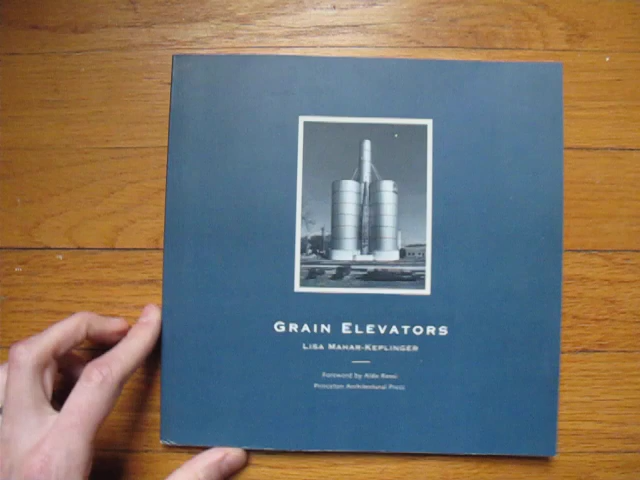 GRAIN ELEVATORS
LISA MAHAR-KEPLINGER
Foreword by Aldo Rossi
Princeton Architectural Press